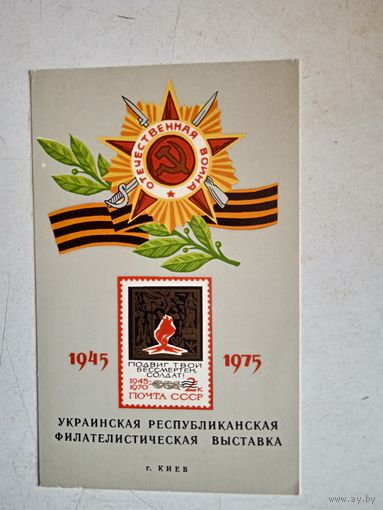 ОТЕЧЕСТВЕННАЯ ВОЙНА
1945 1975
ПОДВИГ ТВОЙ
БЕССМЕРТЕН,
СОЛДАТ!
1945-
1970
2к
ПОЧТА СССР
УКРАИНСКАЯ РЕСПУБЛИКАНСКАЯ
ФИЛАТЕЛИСТИЧЕСКАЯ ВЫСТАВКА
г. КИЕВ
www.ay.by